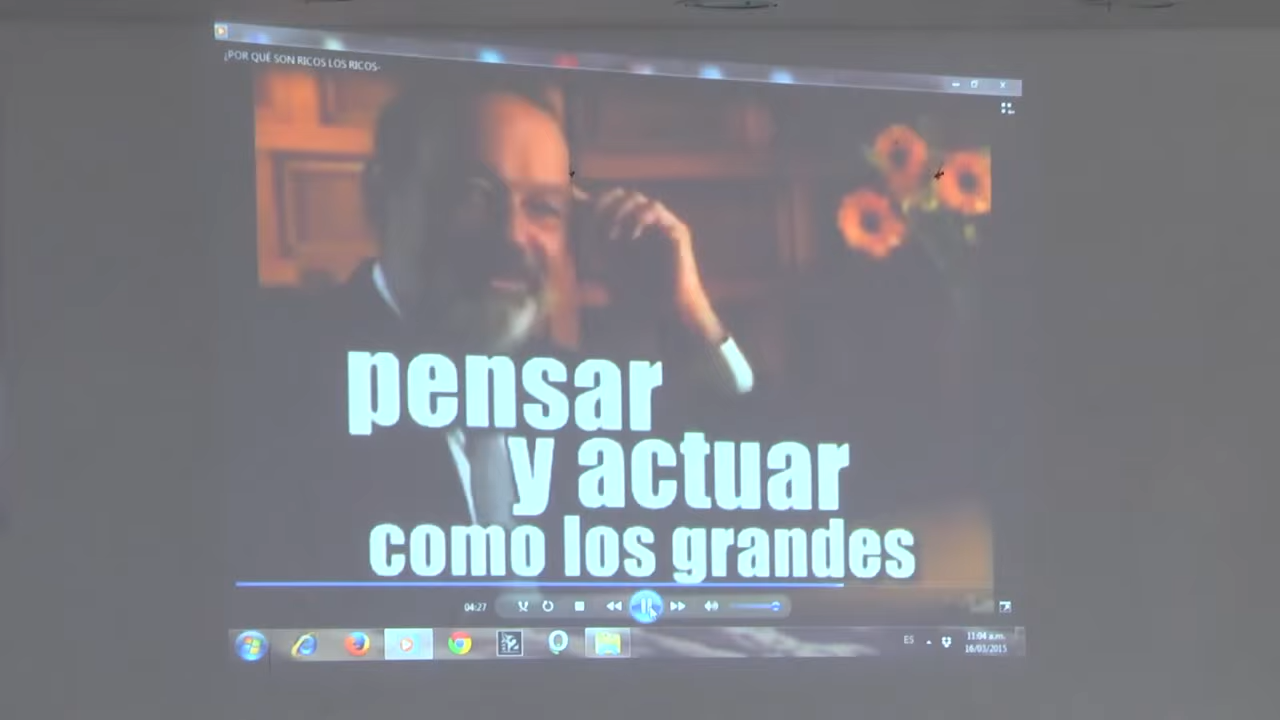 ¿POR QUÉ SON RICOS LOS RICOS-
pensar
y actuar
como los grandes
04:27
ES
11:04 a.m.
16/03/2015